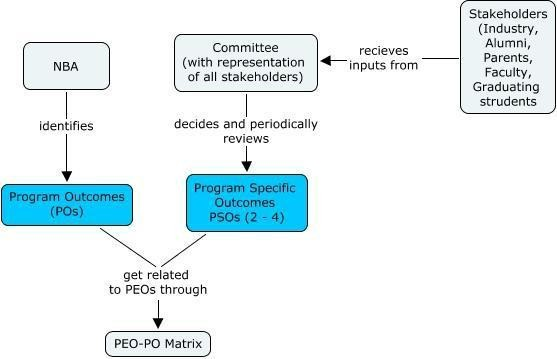 NBA
identifies
Program Outcomes
(POs)
Committee
(with representation
of all stakeholders)
decides and periodically
reviews
Program Specific
Outcomes
PSOs (2 - 4)
recieves
inputs from
Stakeholders
(Industry,
Alumni,
Parents,
Faculty,
Graduating
strudents
get related
to PEOs through
PEO-PO Matrix